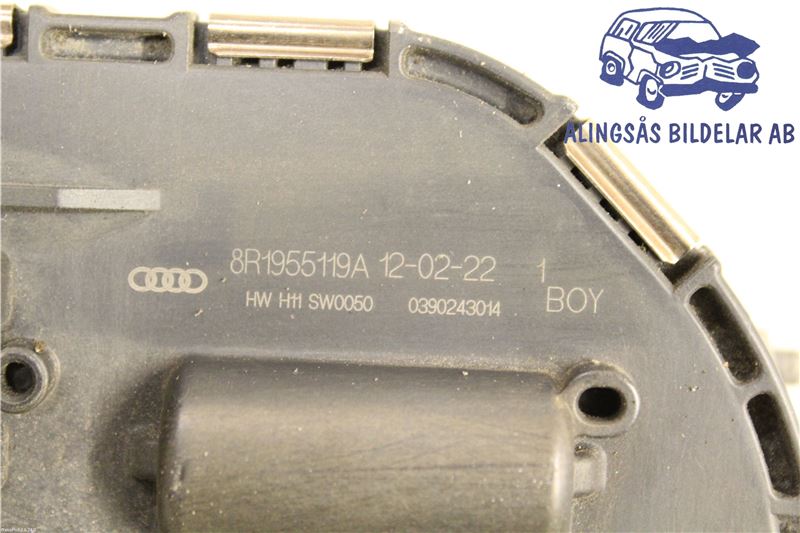 ALINGSÅS BILDELAR AB
8R1955119A 12-02-22 1
HW H11 SW0050 0390243014 BOY